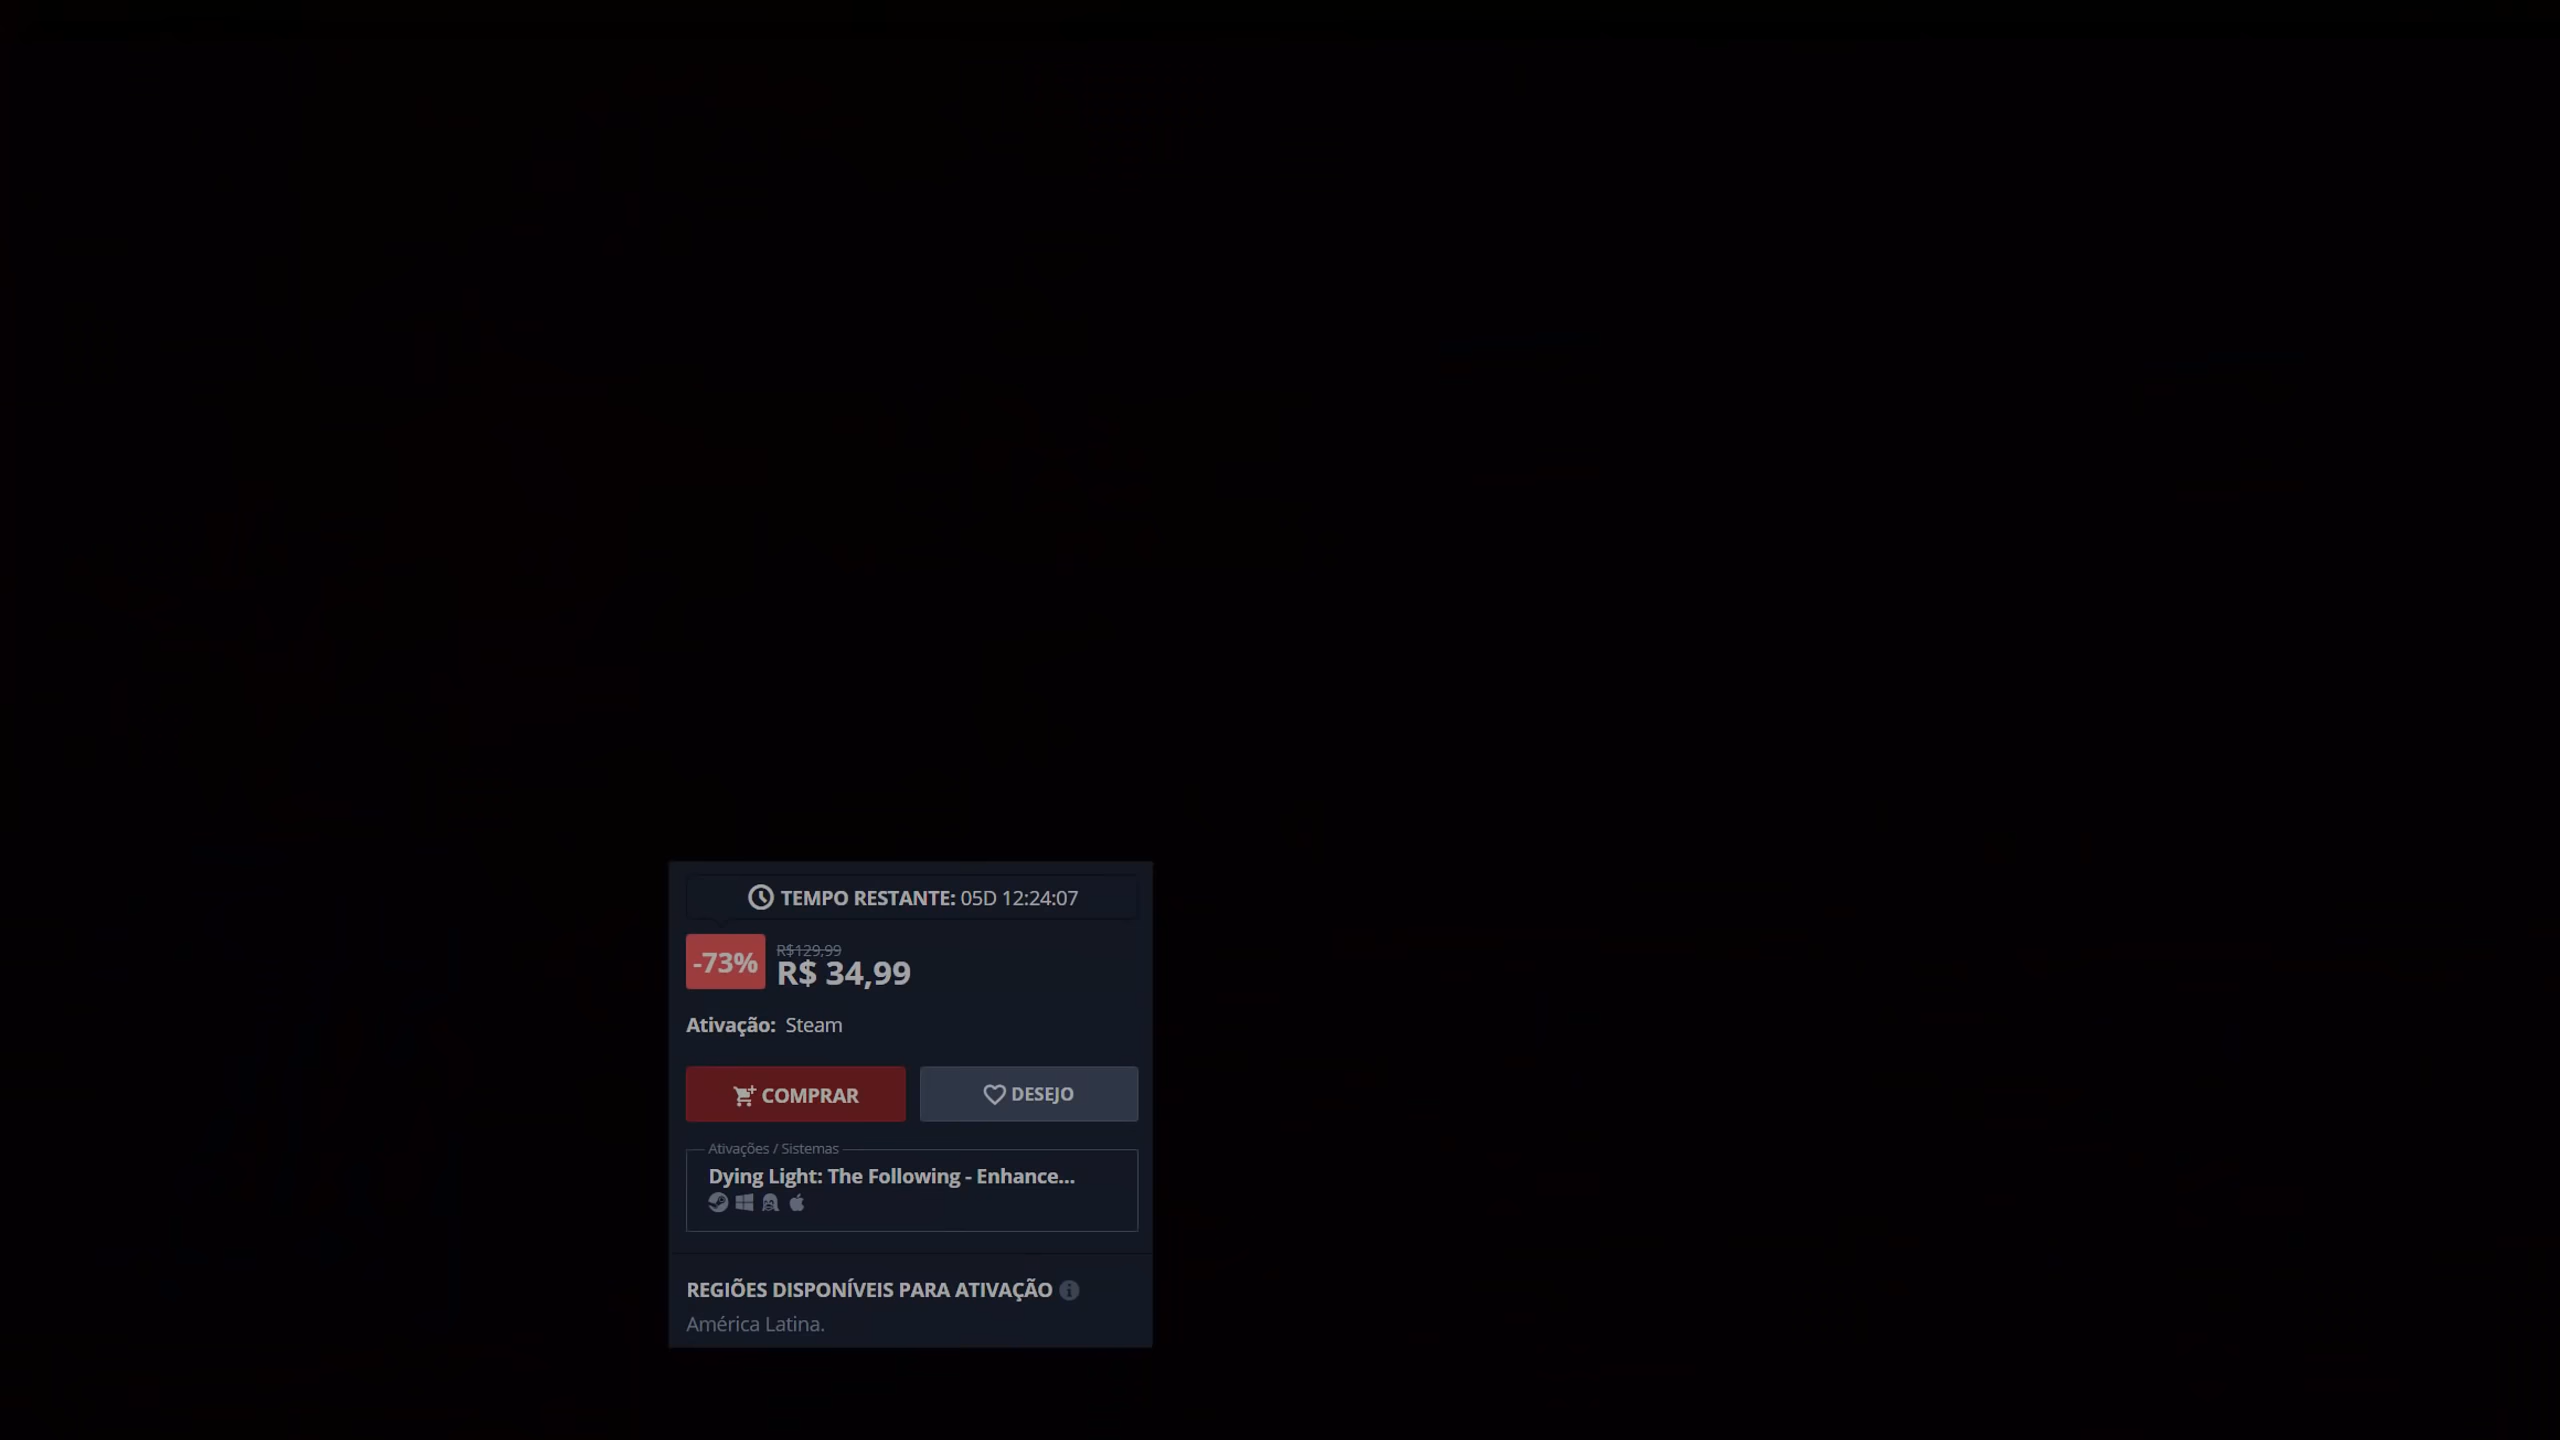 TEMPO RESTANTE: 05D 12:24:07
-73%
R$129,99
R$ 34,99
Ativação: Steam
COMPRAR
DESEJO
Ativações / Sistemas
Dying Light: The Following - Enhance...
REGIÕES DISPONÍVEIS PARA ATIVAÇÃO
América Latina.